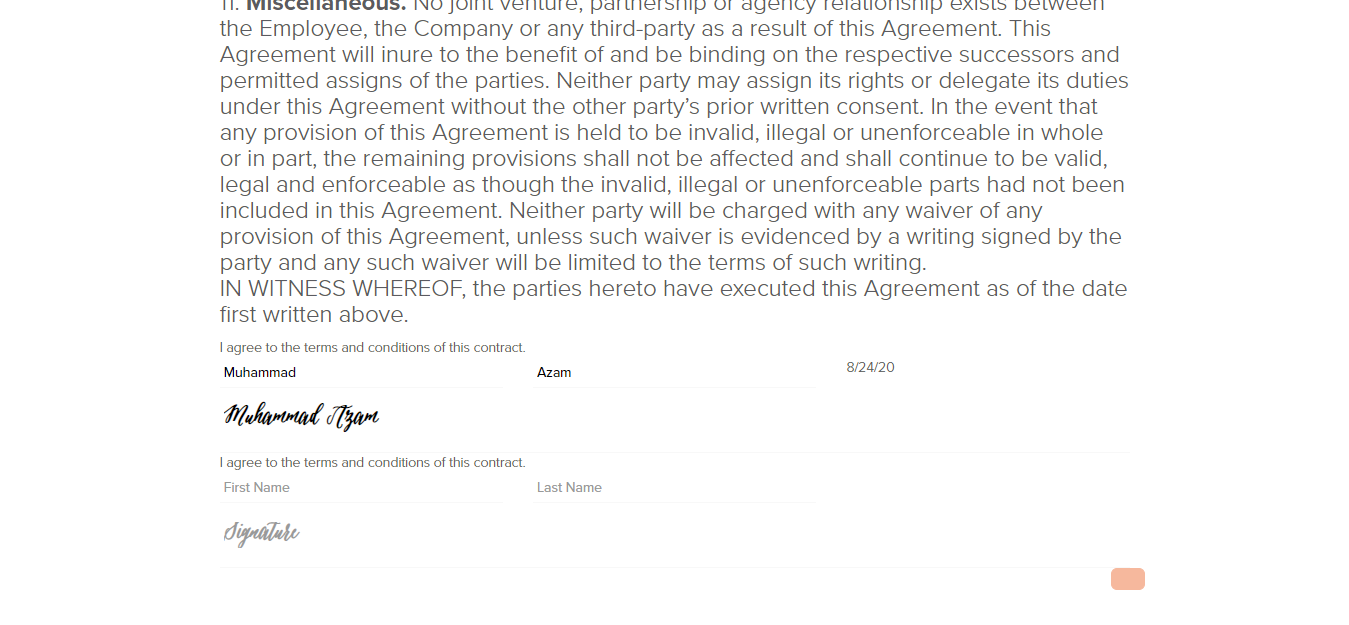 11. Miscellaneous. No joint venture, partnership or agency relationship exists between
the Employee, the Company or any third-party as a result of this Agreement. This
Agreement will inure to the benefit of and be binding on the respective successors and
permitted assigns of the parties. Neither party may assign its rights or delegate its duties
under this Agreement without the other party’s prior written consent. In the event that
any provision of this Agreement is held to be invalid, illegal or unenforceable in whole
or in part, the remaining provisions shall not be affected and shall continue to be valid,
legal and enforceable as though the invalid, illegal or unenforceable parts had not been
included in this Agreement. Neither party will be charged with any waiver of any
provision of this Agreement, unless such waiver is evidenced by a writing signed by the
party and any such waiver will be limited to the terms of such writing.
IN WITNESS WHEREOF, the parties hereto have executed this Agreement as of the date
first written above.
I agree to the terms and conditions of this contract.
Muhammad Azam 8/24/20
Muhammad Azam
I agree to the terms and conditions of this contract.
First Name Last Name
Signature